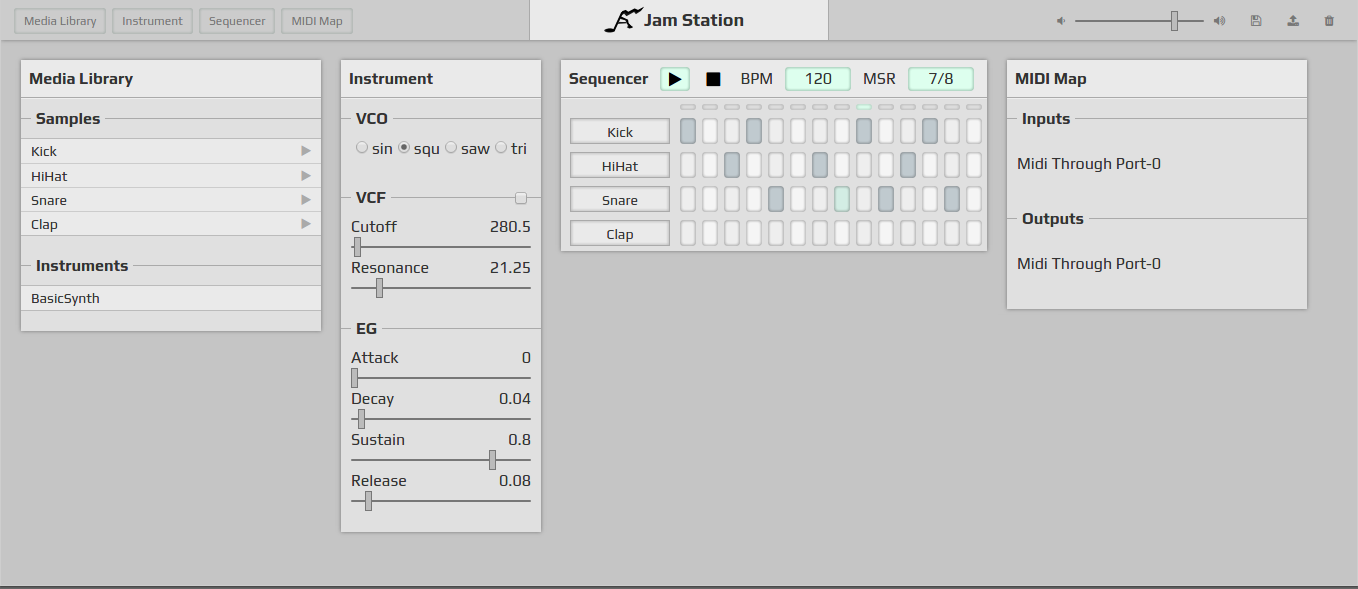 Media Library Instrument Sequencer MIDI Map Jam Station
Media Library
Samples
Kick
HiHat
Snare
Clap
Instruments
BasicSynth
Instrument
VCO
sin squ saw tri
VCF
Cutoff 280.5
Resonance 21.25
EG
Attack 0
Decay 0.04
Sustain 0.8
Release 0.08
Sequencer BPM 120 MSR 7/8
Kick
HiHat
Snare
Clap
MIDI Map
Inputs
Midi Through Port-0
Outputs
Midi Through Port-0